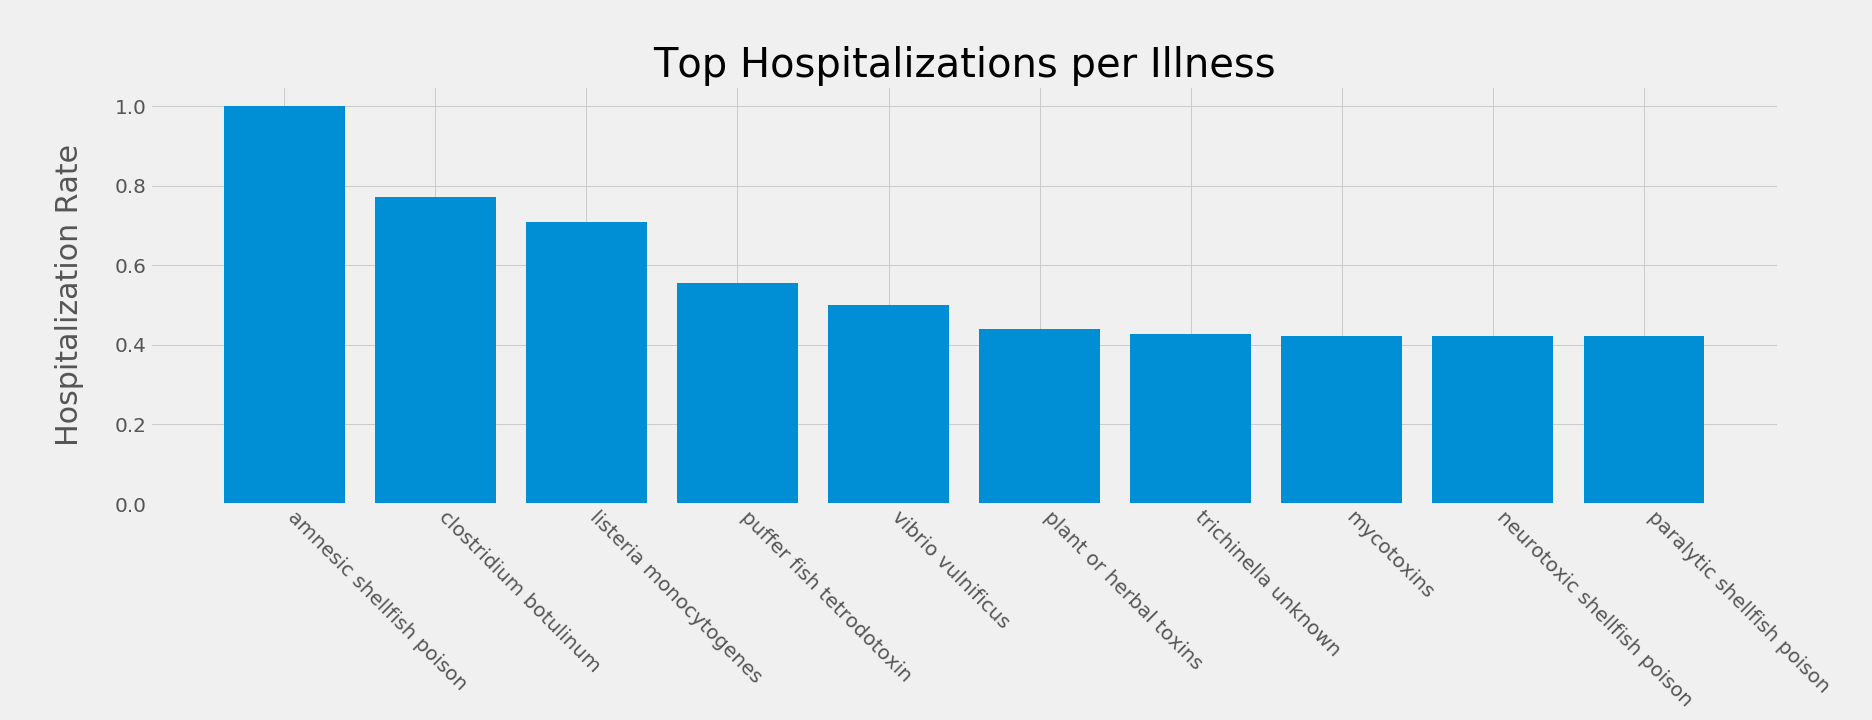 Top Hospitalizations per Illness
Hospitalization Rate
1.0
0.8
0.6
0.4
0.2
0.0
amnesic shellfish poison
clostridium botulinum
listeria monocytogenes
puffer fish tetrodotoxin
vibrio vulnificus
plant or herbal toxins
trichinella unknown
mycotoxins
neurotoxic shellfish poison
paralytic shellfish poison